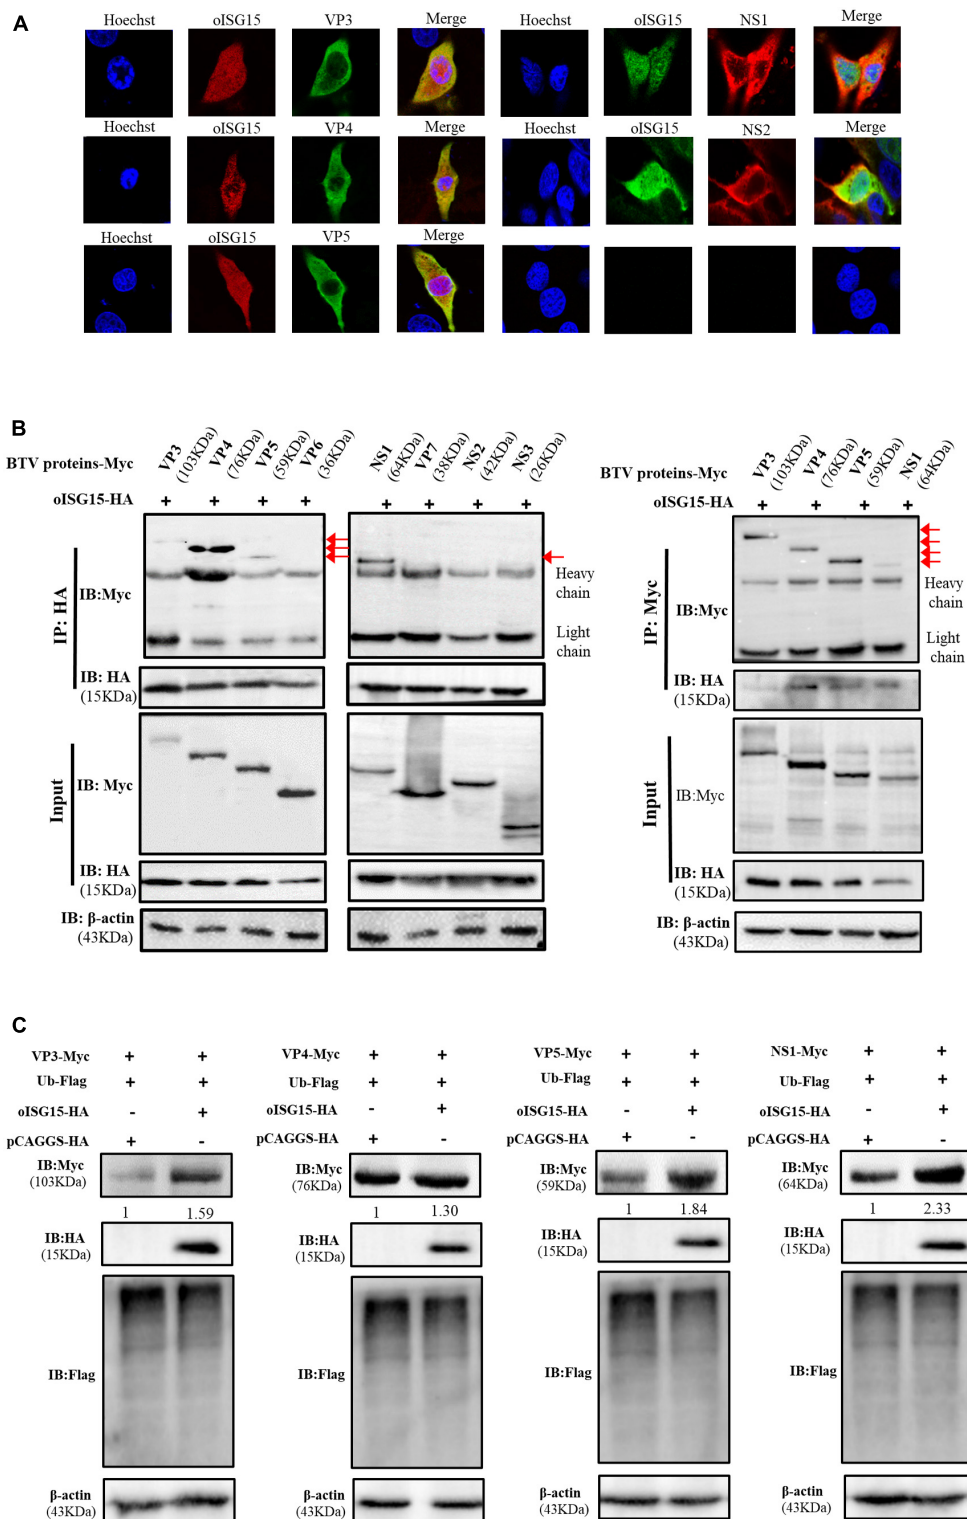 A
Hoechst oISG15 VP3 Merge Hoechst oISG15 NS1 Merge
Hoechst oISG15 VP4 Merge Hoechst oISG15 NS2 Merge
Hoechst oISG15 VP5 Merge
B
BTV proteins-Myc VP3 (103KDa) VP4 (76KDa) VP5 (59KDa) VP6 (36KDa) NS1 (64KDa) VP7 (38KDa) NS2 (42KDa) NS3 (26KDa)
oISG15-HA + + + + + + + +
IP: HA
IB:Myc
Heavy chain
Light chain
IB: HA (15KDa)
Input
IB: Myc
IB: HA (15KDa)
IB: β-actin (43KDa)
BTV proteins-Myc VP3 (103KDa) VP4 (76KDa) VP5 (59KDa) NS1 (64KDa)
oISG15-HA + + + +
IP: Myc
IB:Myc
Heavy chain
Light chain
IB: HA (15KDa)
Input
IB:Myc
IB: HA (15KDa)
IB: β-actin (43KDa)
C
VP3-Myc + +
Ub-Flag + +
oISG15-HA - +
pCAGGS-HA + -
IB:Myc (103KDa)
1 1.59
IB:HA (15KDa)
IB:Flag
β-actin (43KDa)
VP4-Myc + +
Ub-Flag + +
oISG15-HA - +
pCAGGS-HA + -
IB:Myc (76KDa)
1 1.30
IB:HA (15KDa)
IB:Flag
β-actin (43KDa)
VP5-Myc + +
Ub-Flag + +
oISG15-HA - +
pCAGGS-HA + -
IB:Myc (59KDa)
1 1.84
IB:HA (15KDa)
IB:Flag
β-actin (43KDa)
NS1-Myc + +
Ub-Flag + +
oISG15-HA - +
pCAGGS-HA + -
IB:Myc (64KDa)
1 2.33
IB:HA (15KDa)
IB:Flag
β-actin (43KDa)